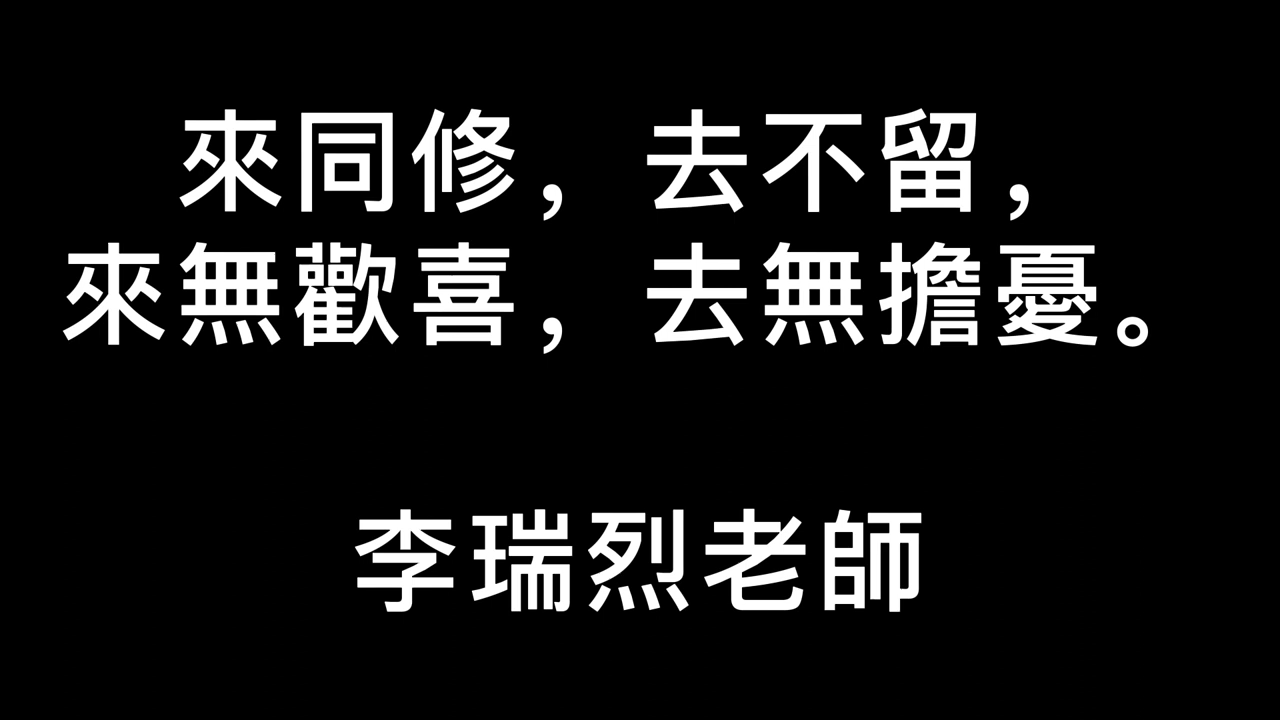 來同修，去不留，
來無歡喜，去無擔憂。
李瑞烈老師